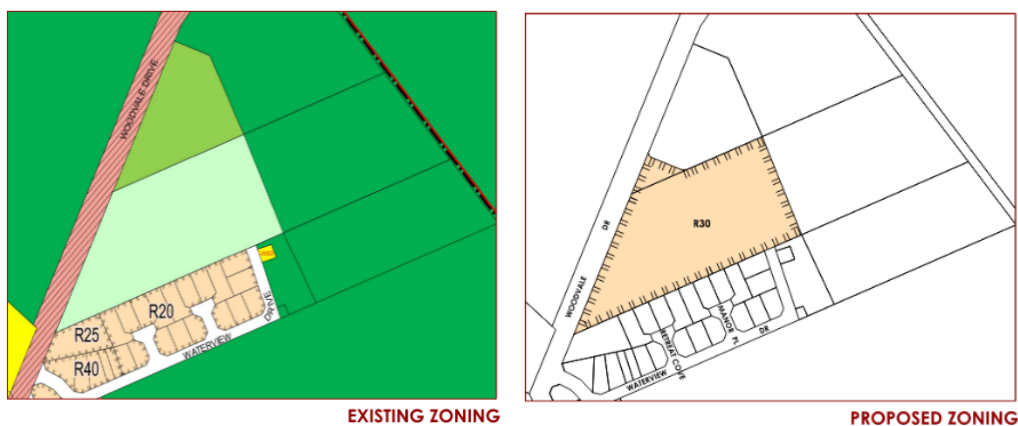 WOODVALE DRIVE
R20
R25
R40
WATERVIEW
DRIVE
EXISTING ZONING
R30
WOODVALE
DR
RETREAT COVE
MANOR PL
WATERVIEW
DR
PROPOSED ZONING